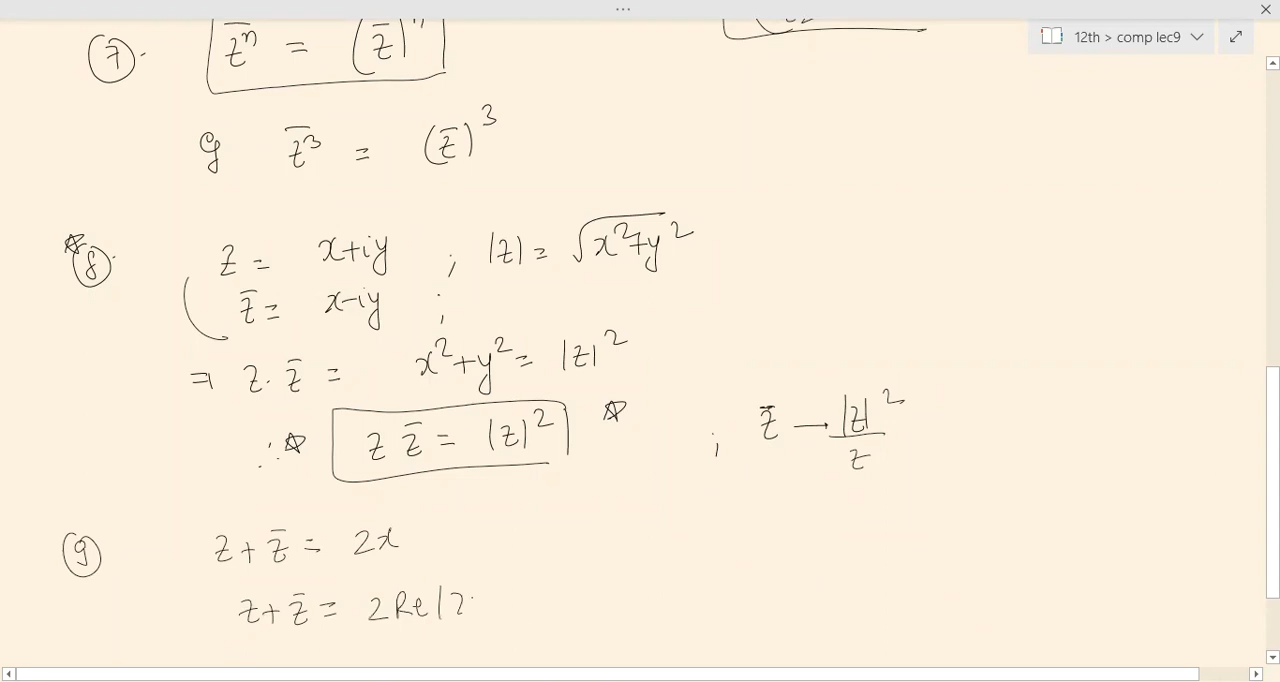 12th > comp lec9
(7). z̄ⁿ = (z̄)ⁿ
g z̄³ = (z̄)³
☆(8). z = x+iy ; |z| = √x²+y²
z̄ = x-iy ;
⇒ z. z̄ = x²+y² = |z|²
∴ ☆ z z̄ = |z|² ☆ ; z̄ → |z|²/z
(9) z + z̄ = 2x
z + z̄ = 2Re(z